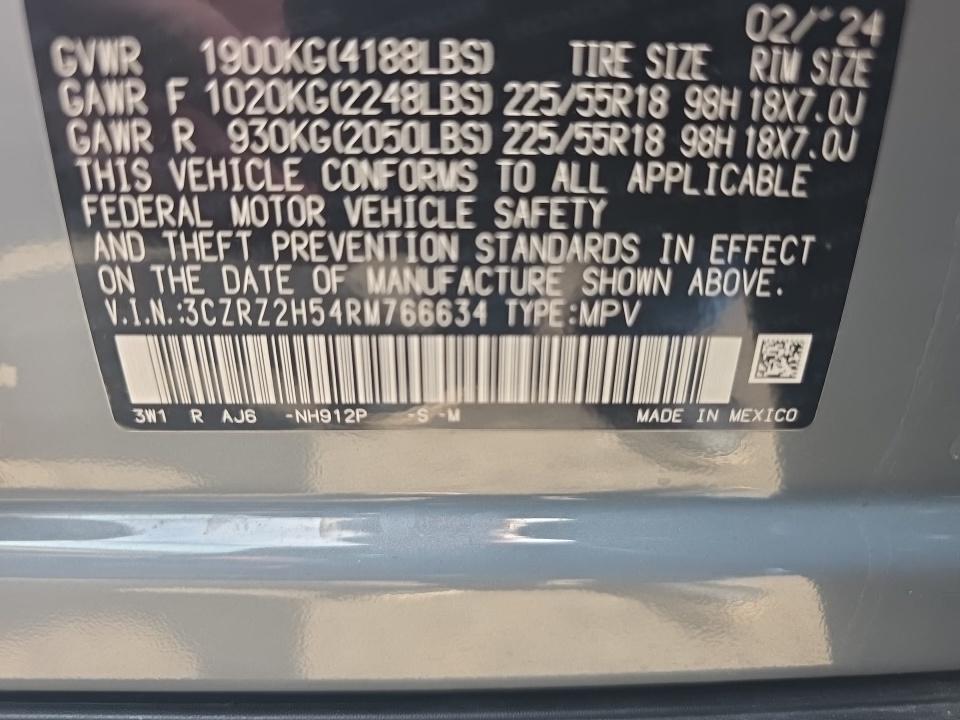 02/ 24
GVWR 1900KG(4188LBS) TIRE SIZE RIM SIZE
GAWR F 1020KG(2248LBS) 225/55R18 98H 18X7.0J
GAWR R 930KG(2050LBS) 225/55R18 98H 18X7.0J
THIS VEHICLE CONFORMS TO ALL APPLICABLE
FEDERAL MOTOR VEHICLE SAFETY
AND THEFT PREVENTION STANDARDS IN EFFECT
ON THE DATE OF MANUFACTURE SHOWN ABOVE.
V.I.N.:3CZRZ2H54RM766634 TYPE:MPV
3W1 R AJ6 -NH912P -S -M MADE IN MEXICO